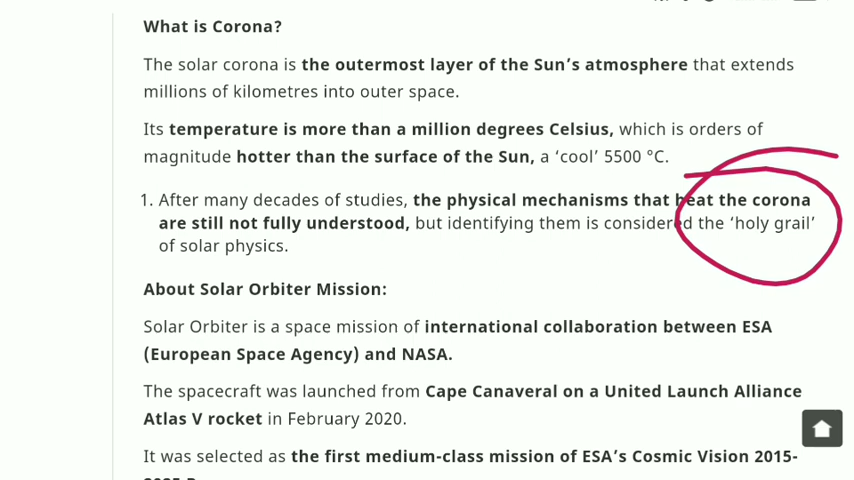 What is Corona?
The solar corona is the outermost layer of the Sun’s atmosphere that extends
millions of kilometres into outer space.
Its temperature is more than a million degrees Celsius, which is orders of
magnitude hotter than the surface of the Sun, a ‘cool’ 5500 °C.
1. After many decades of studies, the physical mechanisms that heat the corona
are still not fully understood, but identifying them is considered the ‘holy grail’
of solar physics.
About Solar Orbiter Mission:
Solar Orbiter is a space mission of international collaboration between ESA
(European Space Agency) and NASA.
The spacecraft was launched from Cape Canaveral on a United Launch Alliance
Atlas V rocket in February 2020.
It was selected as the first medium-class mission of ESA’s Cosmic Vision 2015-